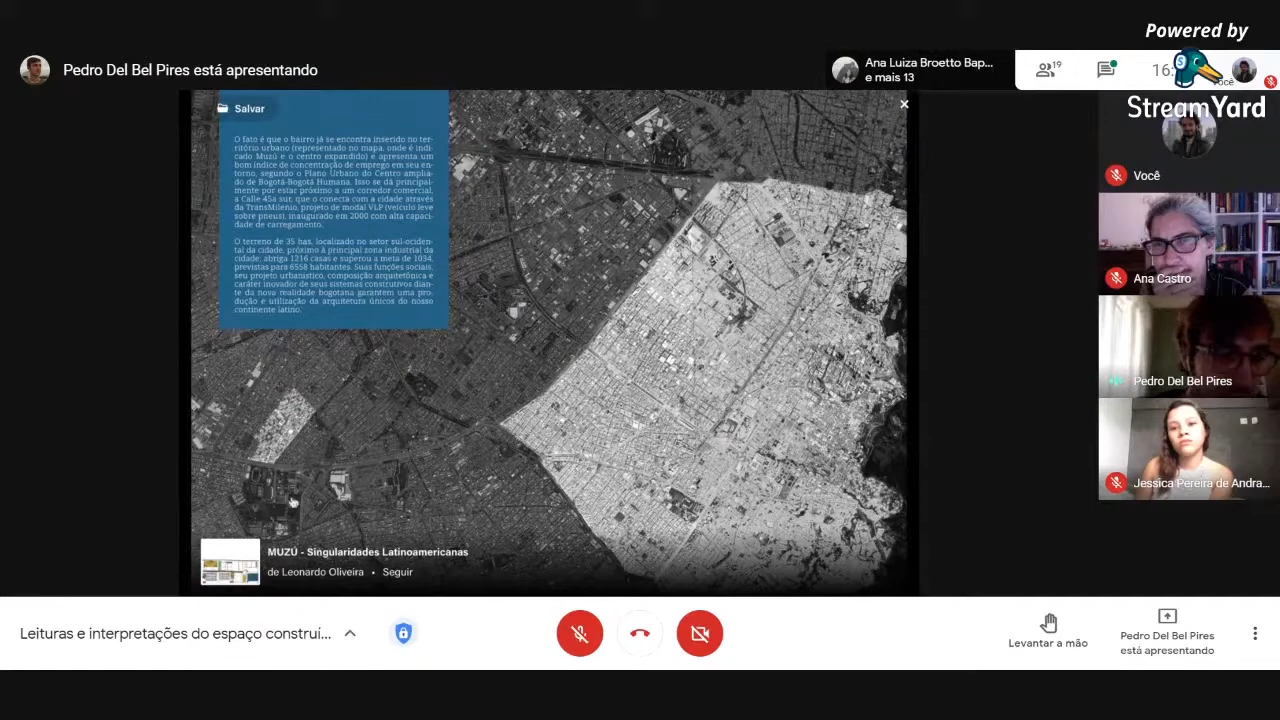 Powered by
StreamYard
Pedro Del Bel Pires está apresentando
Ana Luiza Broetto Bap...
e mais 13
19
16:
Você
Salvar
O fato é que o bairro já se encontra inserido no ter-
ritório urbano (representado no mapa, onde é indi-
cado Muzú e o centro expandido) e apresenta um
bom índice de concentração de emprego em seu en-
torno, segundo o Plano Urbano do Centro amplia-
do de Bogotá-Bogotá Humana. Isso se dá principal-
mente por estar próximo a um corredor comercial,
a Calle 45a sur, que o conecta com a cidade através
da TransMilenio, projeto de modal VLP (veículo leve
sobre pneus), inaugurado em 2000 com alta capaci-
dade de carregamento.
O terreno de 35 has, localizado no setor sul-ociden-
tal da cidade, próximo à principal zona industrial da
cidade; abriga 1216 casas e superou a meta de 1034,
previstas para 6558 habitantes. Suas funções sociais,
seu projeto urbanístico, composição arquitetônica e
caráter inovador de seus sistemas construtivos dian-
te da nova realidade bogotana garantem uma pro-
dução e utilização da arquitetura únicos do nosso
continente latino.
MUZÚ - Singularidades Latinoamericanas
de Leonardo Oliveira • Seguir
Você
Ana Castro
Pedro Del Bel Pires
Jessica Pereira de Andra...
Leituras e interpretações do espaço construí...
Levantar a mão
Pedro Del Bel Pires
está apresentando